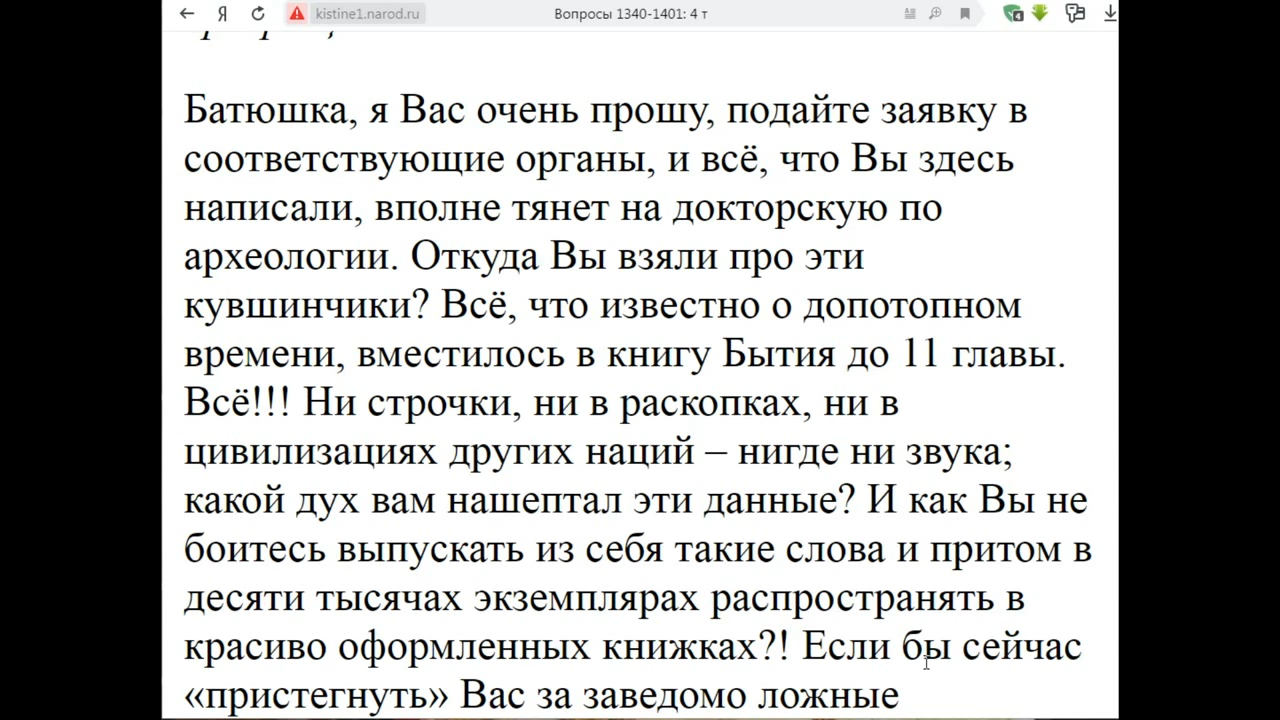 Я kistine1.narod.ru Вопросы 1340-1401: 4 т 4
Батюшка, я Вас очень прошу, подайте заявку в
соответствующие органы, и всё, что Вы здесь
написали, вполне тянет на докторскую по
археологии. Откуда Вы взяли про эти
кувшинчики? Всё, что известно о допотопном
времени, вместилось в книгу Бытия до 11 главы.
Всё!!! Ни строчки, ни в раскопках, ни в
цивилизациях других наций – нигде ни звука;
какой дух вам нашептал эти данные? И как Вы не
боитесь выпускать из себя такие слова и притом в
десяти тысячах экземплярах распространять в
красиво оформленных книжках?! Если бы сейчас
«пристегнуть» Вас за заведомо ложные